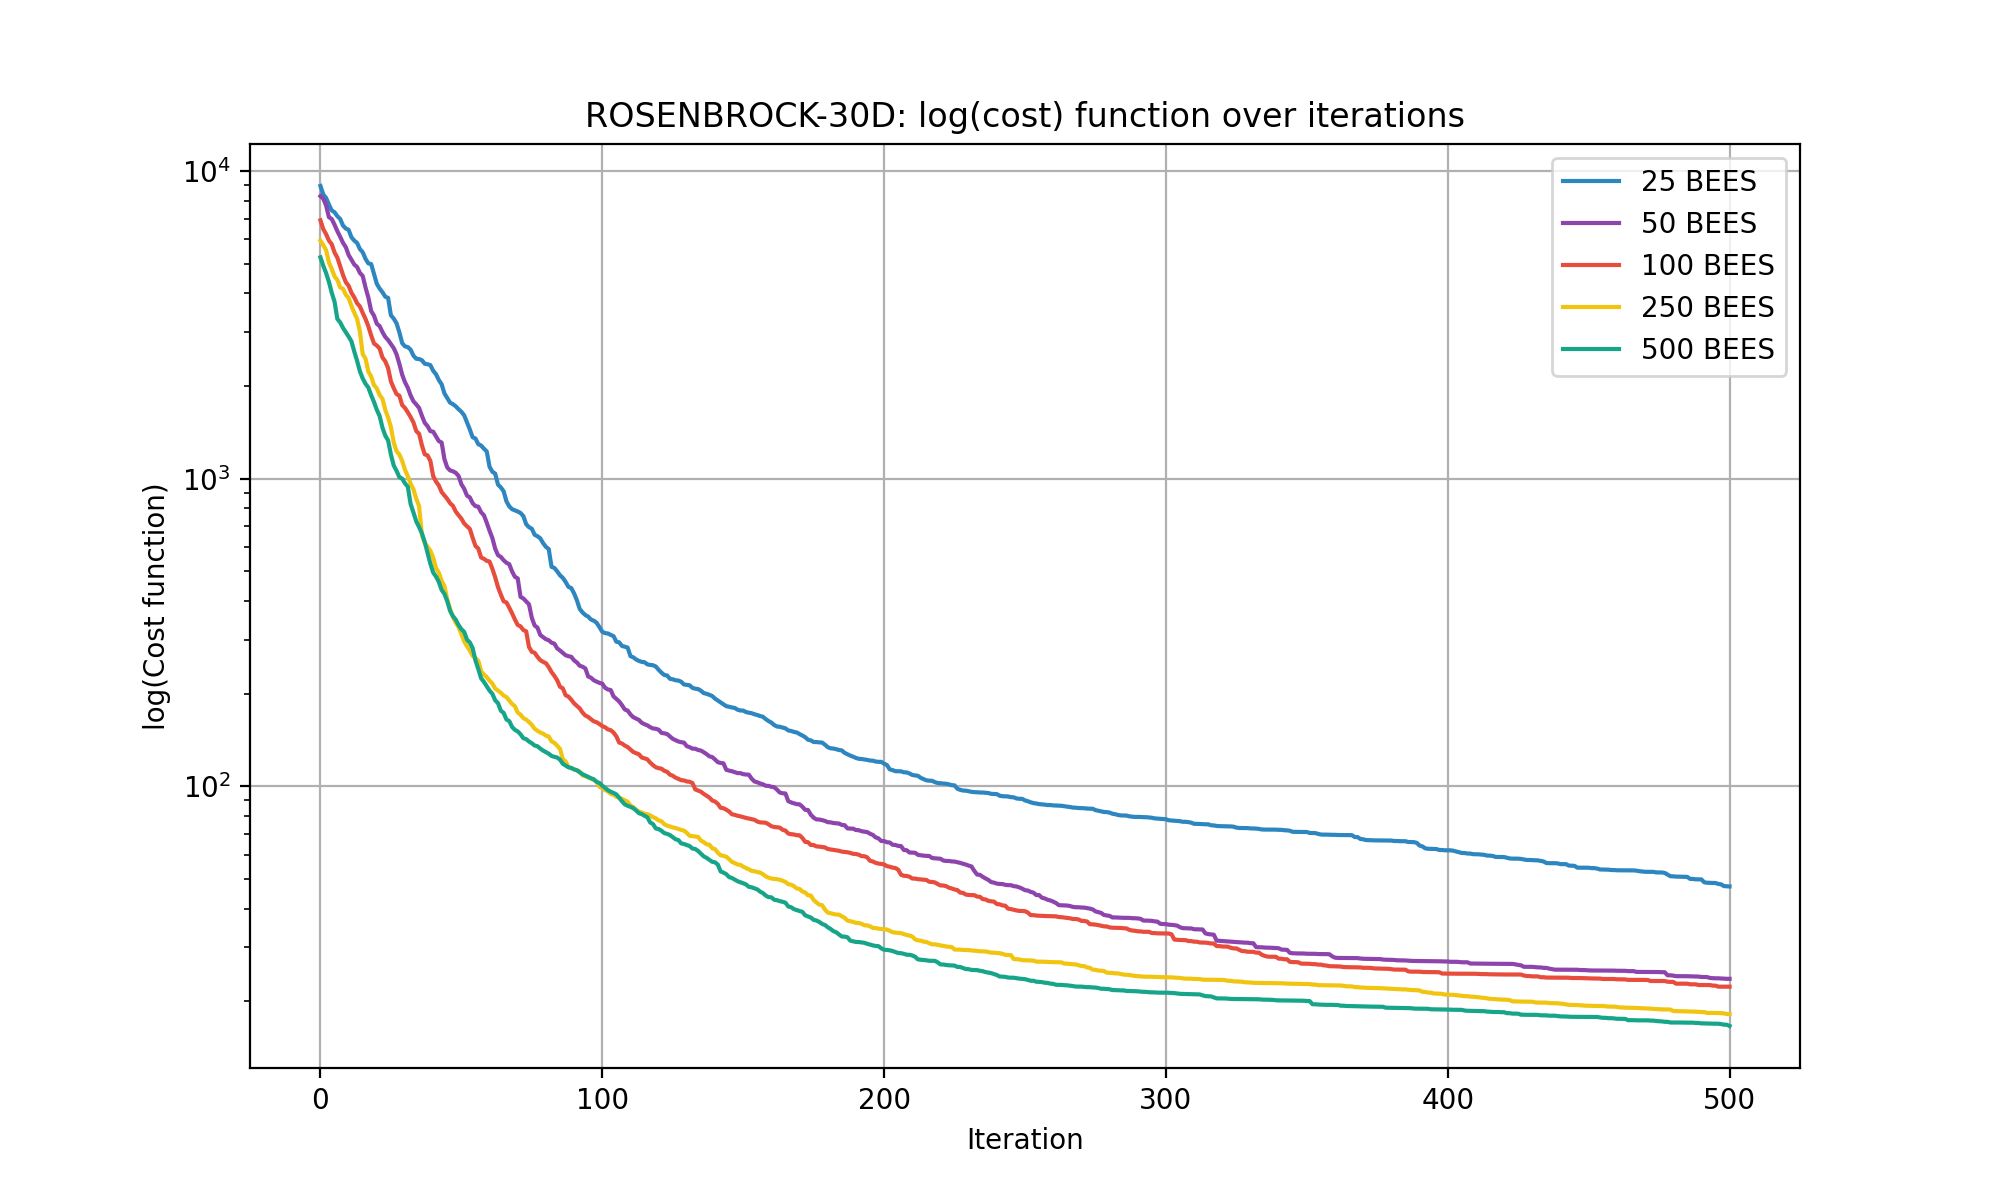 ROSENBROCK-30D: log(cost) function over iterations
log(Cost function)
10⁴
10³
10²
25 BEES
50 BEES
100 BEES
250 BEES
500 BEES
0 100 200 300 400 500
Iteration